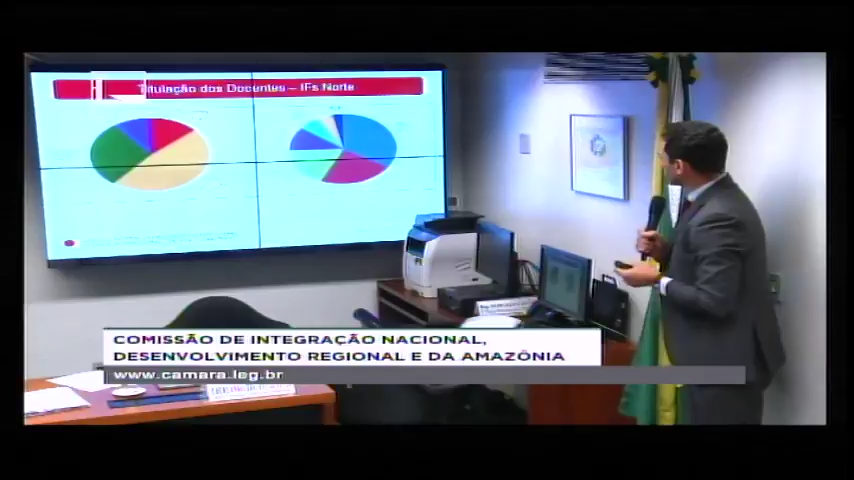 Titulação dos Docentes – IFs Norte
COMISSÃO DE INTEGRAÇÃO NACIONAL,
DESENVOLVIMENTO REGIONAL E DA AMAZÔNIA
www.camara.leg.br